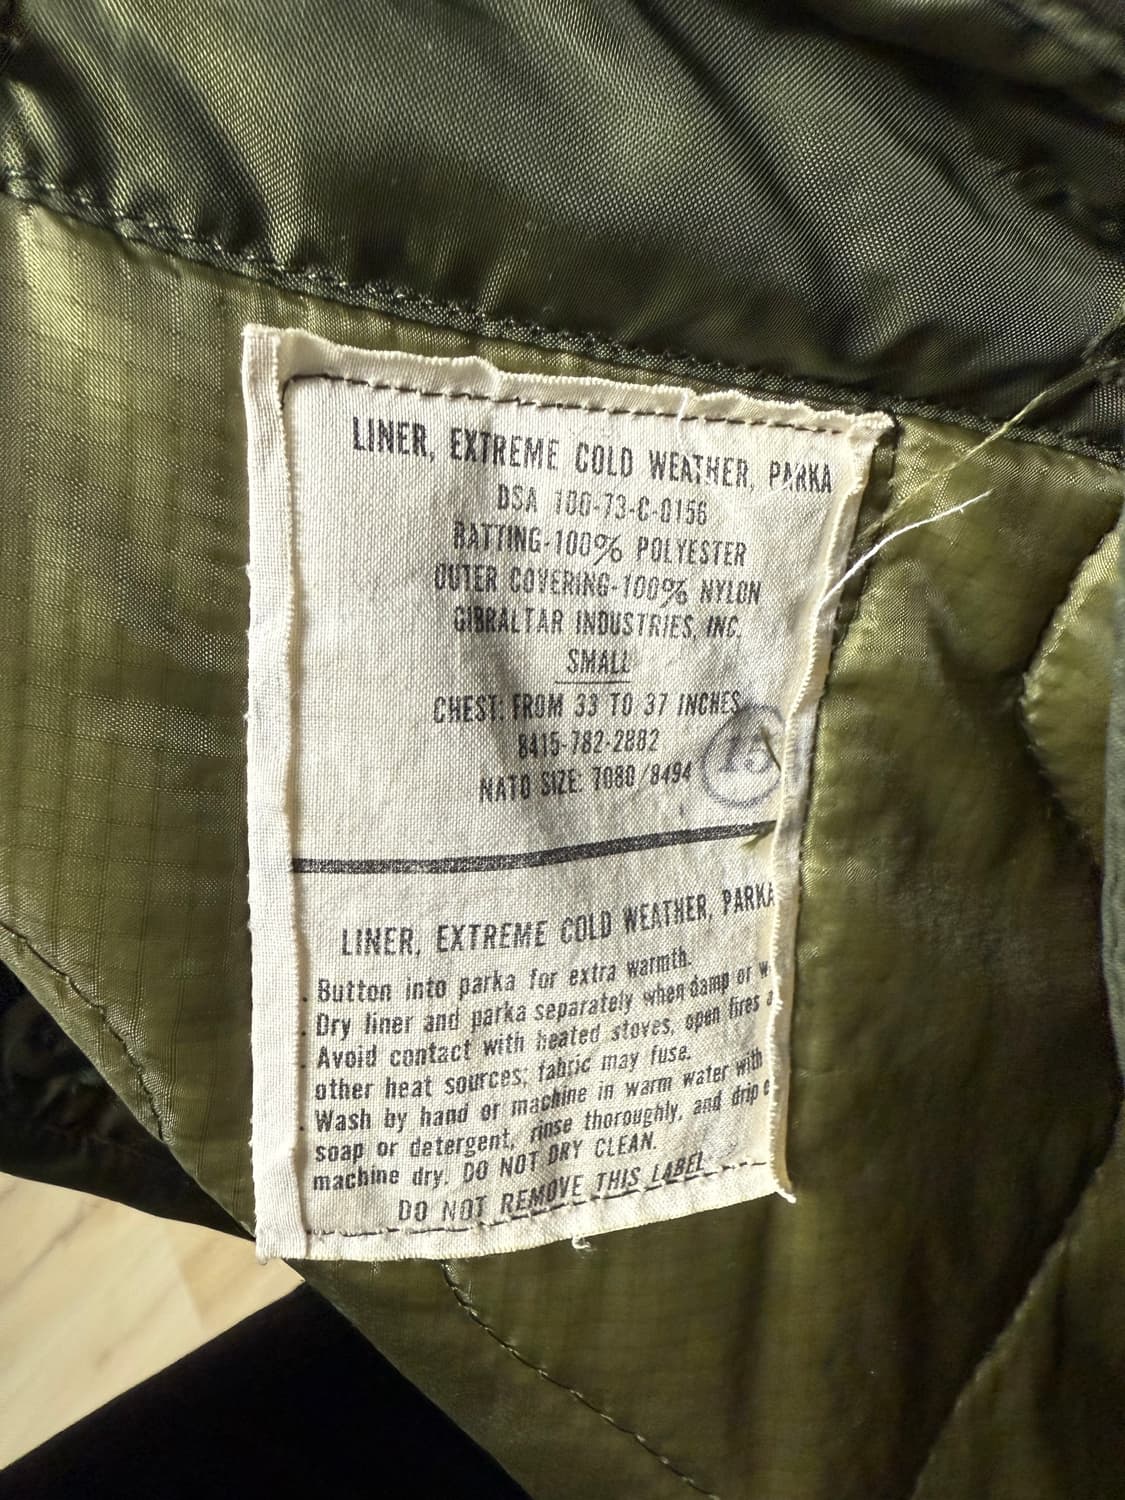 LINER, EXTREME COLD WEATHER, PARKA
DSA 100-73-C-0156
BATTING-100% POLYESTER
OUTER COVERING-100% NYLON
GIBRALTAR INDUSTRIES, INC.
SMALL
CHEST: FROM 33 TO 37 INCHES
8415-782-2882
NATO SIZE: 7080/8494
15
LINER, EXTREME COLD WEATHER, PARKA
Button into parka for extra warmth.
Dry liner and parka separately when damp or w
Avoid contact with heated stoves, open fires a
other heat sources; fabric may fuse.
Wash by hand or machine in warm water with
soap or detergent, rinse thoroughly, and drip
machine dry. DO NOT DRY CLEAN.
DO NOT REMOVE THIS LABEL